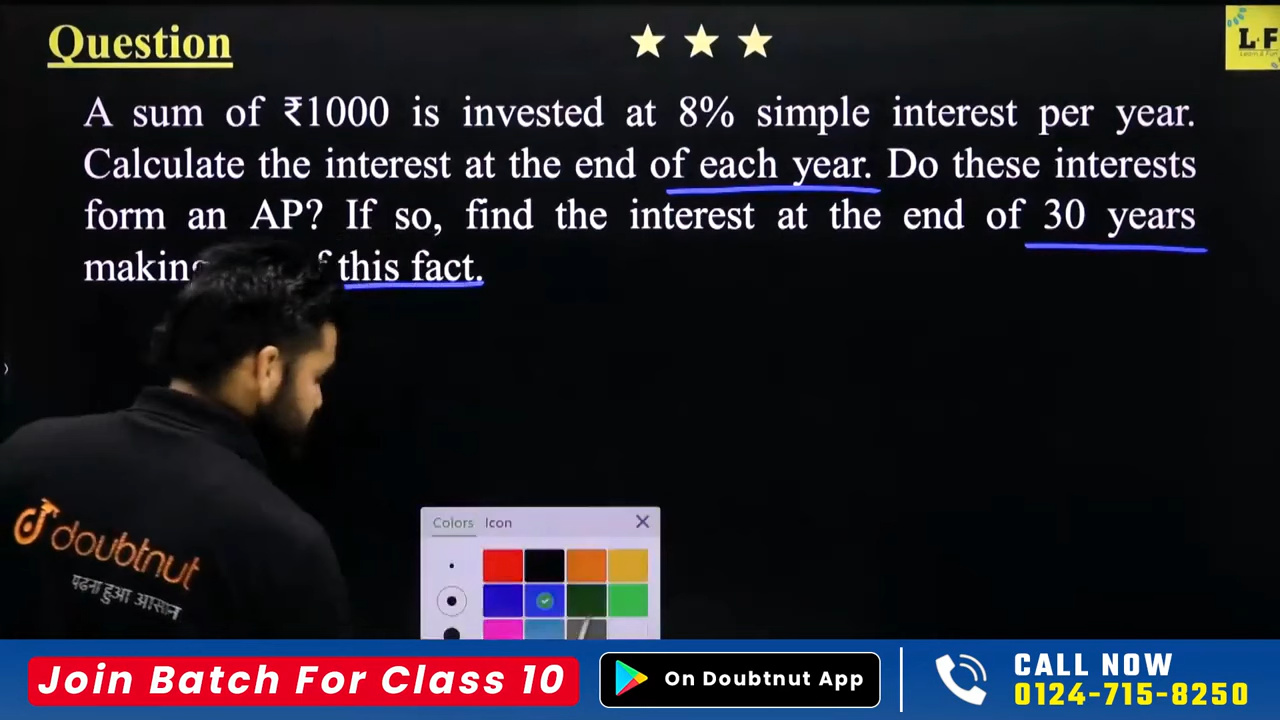 Question
L F
A sum of ₹1000 is invested at 8% simple interest per year.
Calculate the interest at the end of each year. Do these interests
form an AP? If so, find the interest at the end of 30 years
this fact.
doubtnut
पढना हुआ आसान
Colors Icon
Join Batch For Class 10
On Doubtnut App
CALL NOW
0124-715-8250